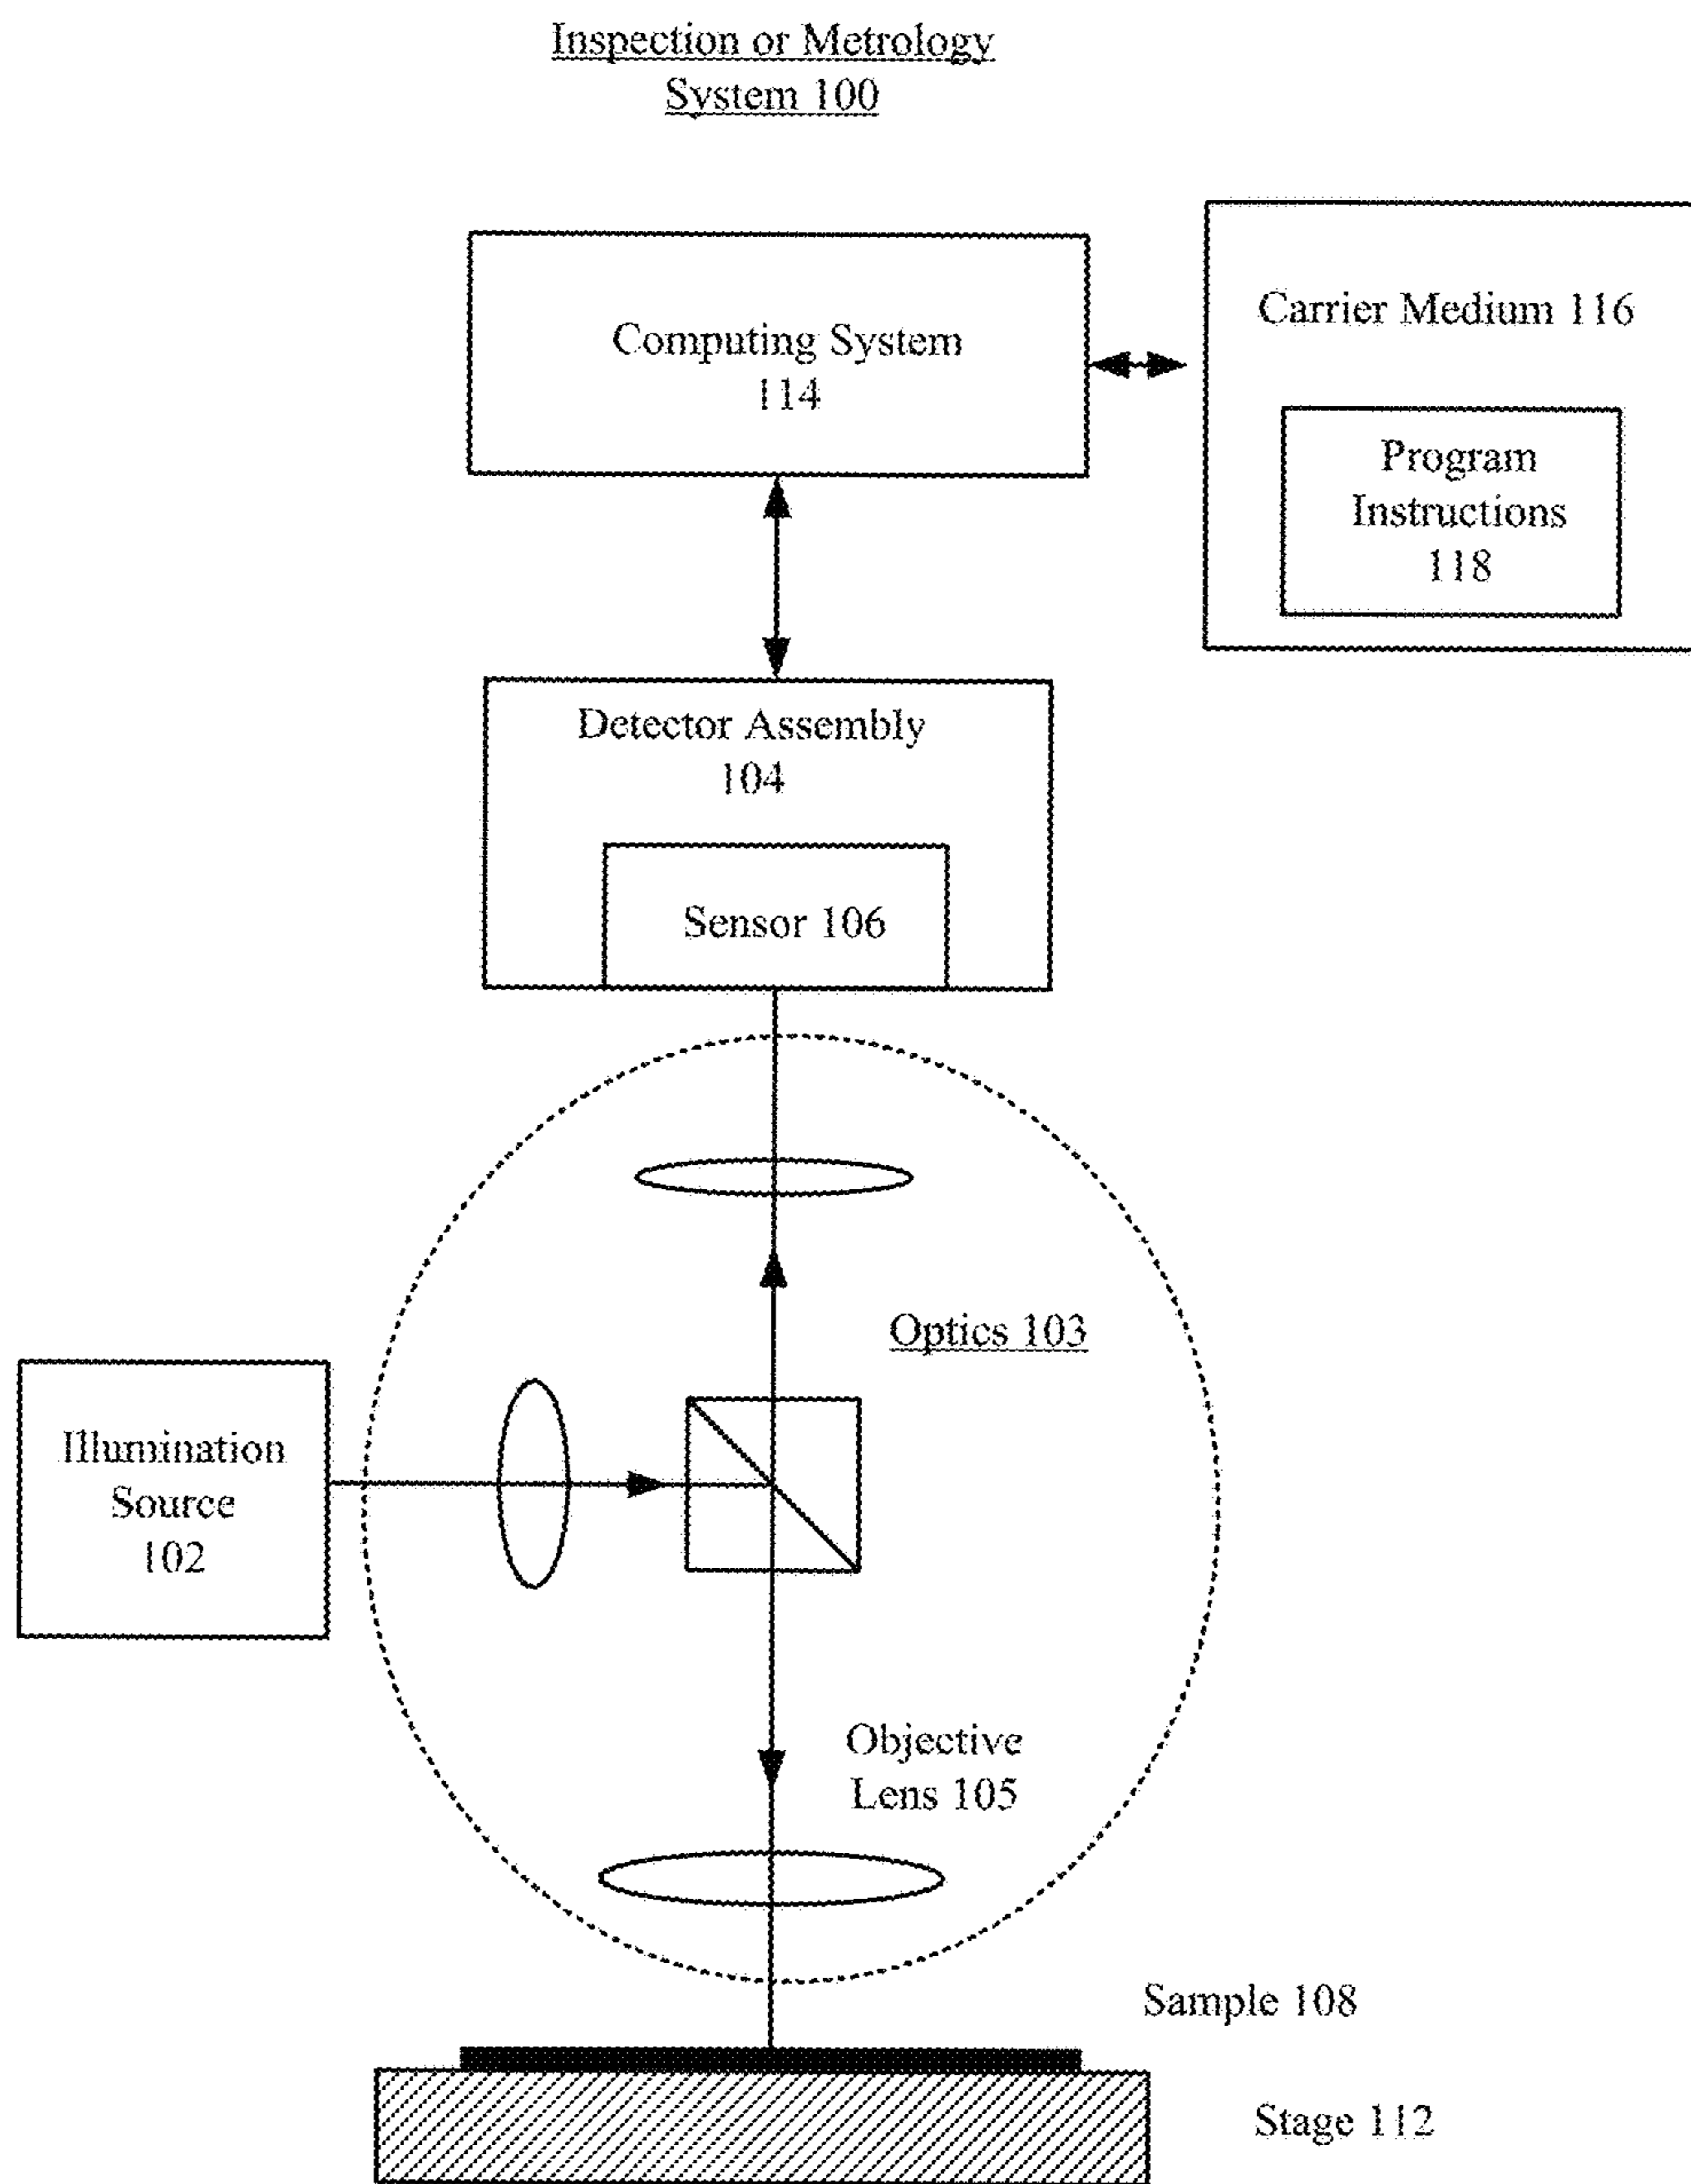 Inspection or Metrology
System 100
Computing System
114
Carrier Medium 116
Program
Instructions
118
Detector Assembly
104
Sensor 106
Optics 103
Illumination
Source
102
Objective
Lens 105
Sample 108
Stage 112